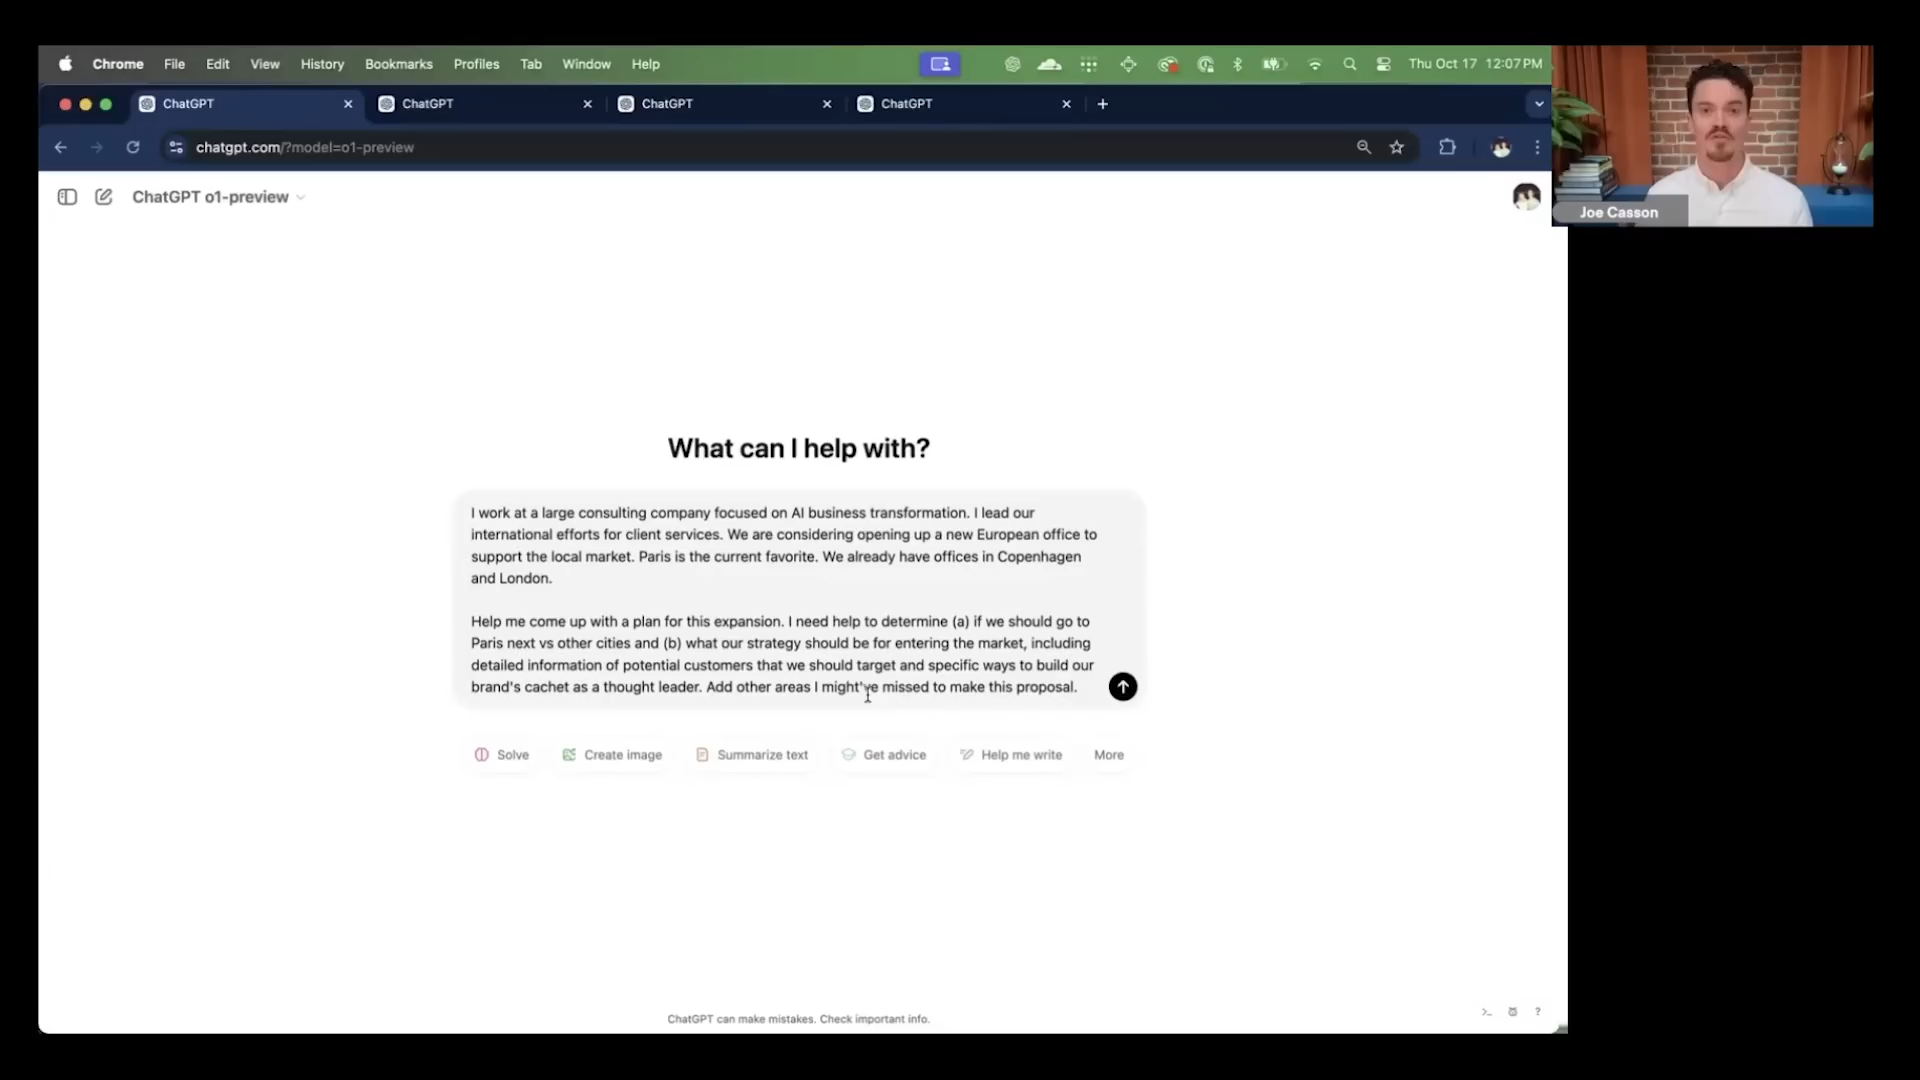 Chrome File Edit View History Bookmarks Profiles Tab Window Help Thu Oct 17 12:07 PM
ChatGPT ChatGPT ChatGPT ChatGPT
chatgpt.com/?model=o1-preview
ChatGPT o1-preview
Joe Casson
What can I help with?
I work at a large consulting company focused on AI business transformation. I lead our
international efforts for client services. We are considering opening up a new European office to
support the local market. Paris is the current favorite. We already have offices in Copenhagen
and London.
Help me come up with a plan for this expansion. I need help to determine (a) if we should go to
Paris next vs other cities and (b) what our strategy should be for entering the market, including
detailed information of potential customers that we should target and specific ways to build our
brand's cachet as a thought leader. Add other areas I might've missed to make this proposal.
Solve Create image Summarize text Get advice Help me write More
ChatGPT can make mistakes. Check important info.
?